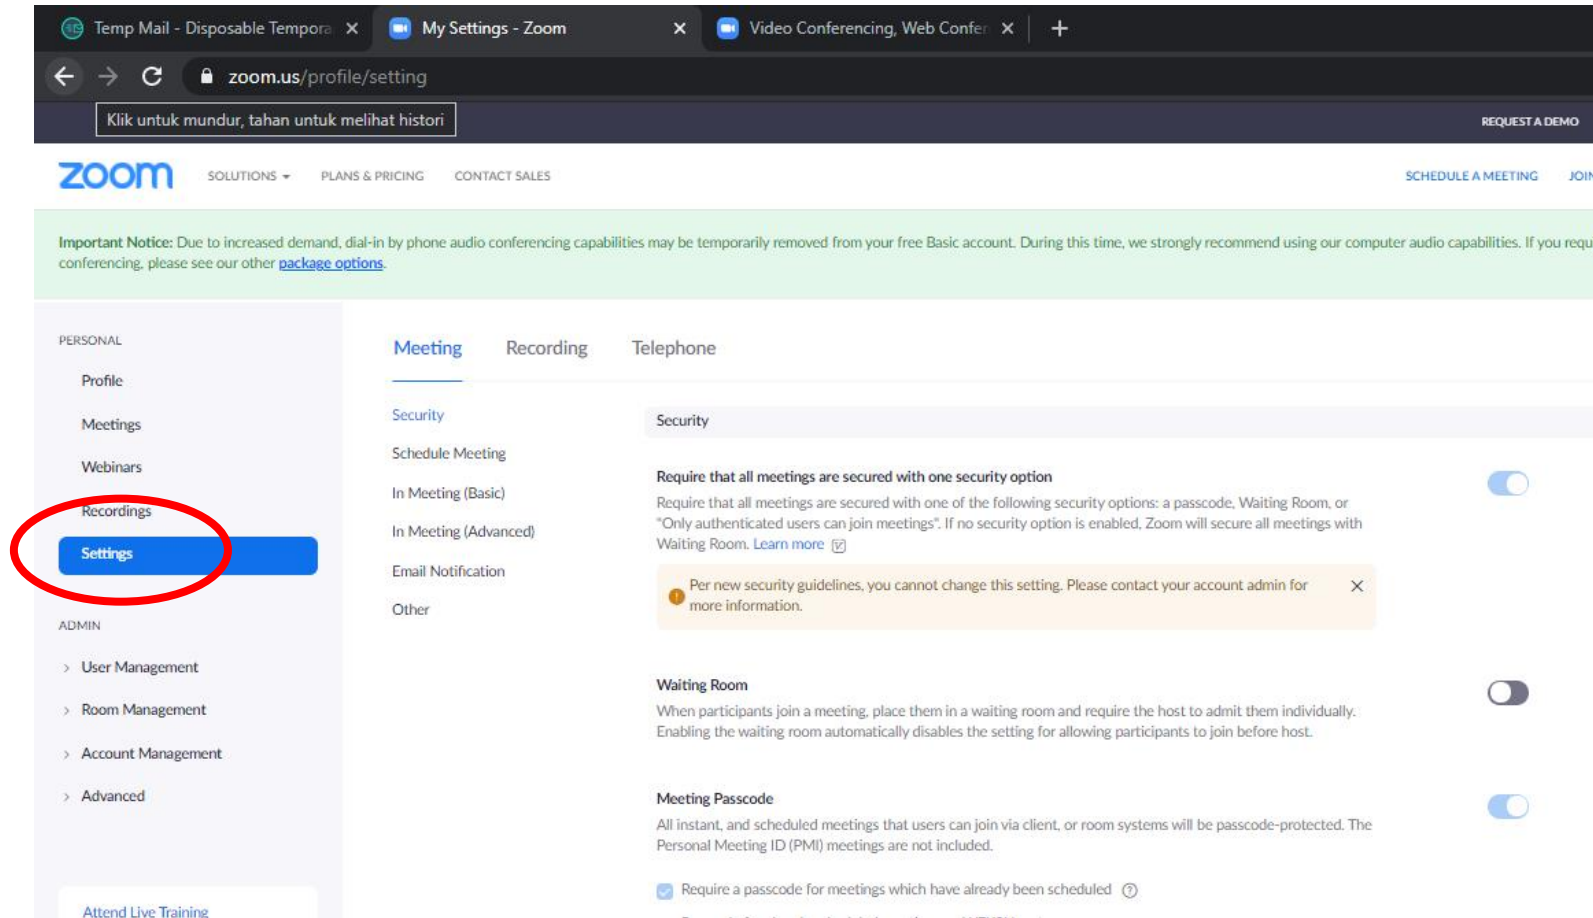 Temp Mail - Disposable Tempora
My Settings - Zoom
Video Conferencing, Web Confer
zoom.us/profile/setting
Klik untuk mundur, tahan untuk melihat histori
REQUEST A DEMO
zoom
SOLUTIONS
PLANS & PRICING
CONTACT SALES
SCHEDULE A MEETING
JOIN
Important Notice: Due to increased demand, dial-in by phone audio conferencing capabilities may be temporarily removed from your free Basic account. During this time, we strongly recommend using our computer audio capabilities. If you requ
conferencing, please see our other package options.
PERSONAL
Profile
Meetings
Webinars
Recordings
Settings
ADMIN
User Management
Room Management
Account Management
Advanced
Attend Live Training
Meeting
Recording
Telephone
Security
Schedule Meeting
In Meeting (Basic)
In Meeting (Advanced)
Email Notification
Other
Security
Require that all meetings are secured with one security option
Require that all meetings are secured with one of the following security options: a passcode, Waiting Room, or
"Only authenticated users can join meetings". If no security option is enabled, Zoom will secure all meetings with
Waiting Room. Learn more
Per new security guidelines, you cannot change this setting. Please contact your account admin for
more information.
Waiting Room
When participants join a meeting, place them in a waiting room and require the host to admit them individually.
Enabling the waiting room automatically disables the setting for allowing participants to join before host.
Meeting Passcode
All instant, and scheduled meetings that users can join via client, or room systems will be passcode-protected. The
Personal Meeting ID (PMI) meetings are not included.
Require a passcode for meetings which have already been scheduled